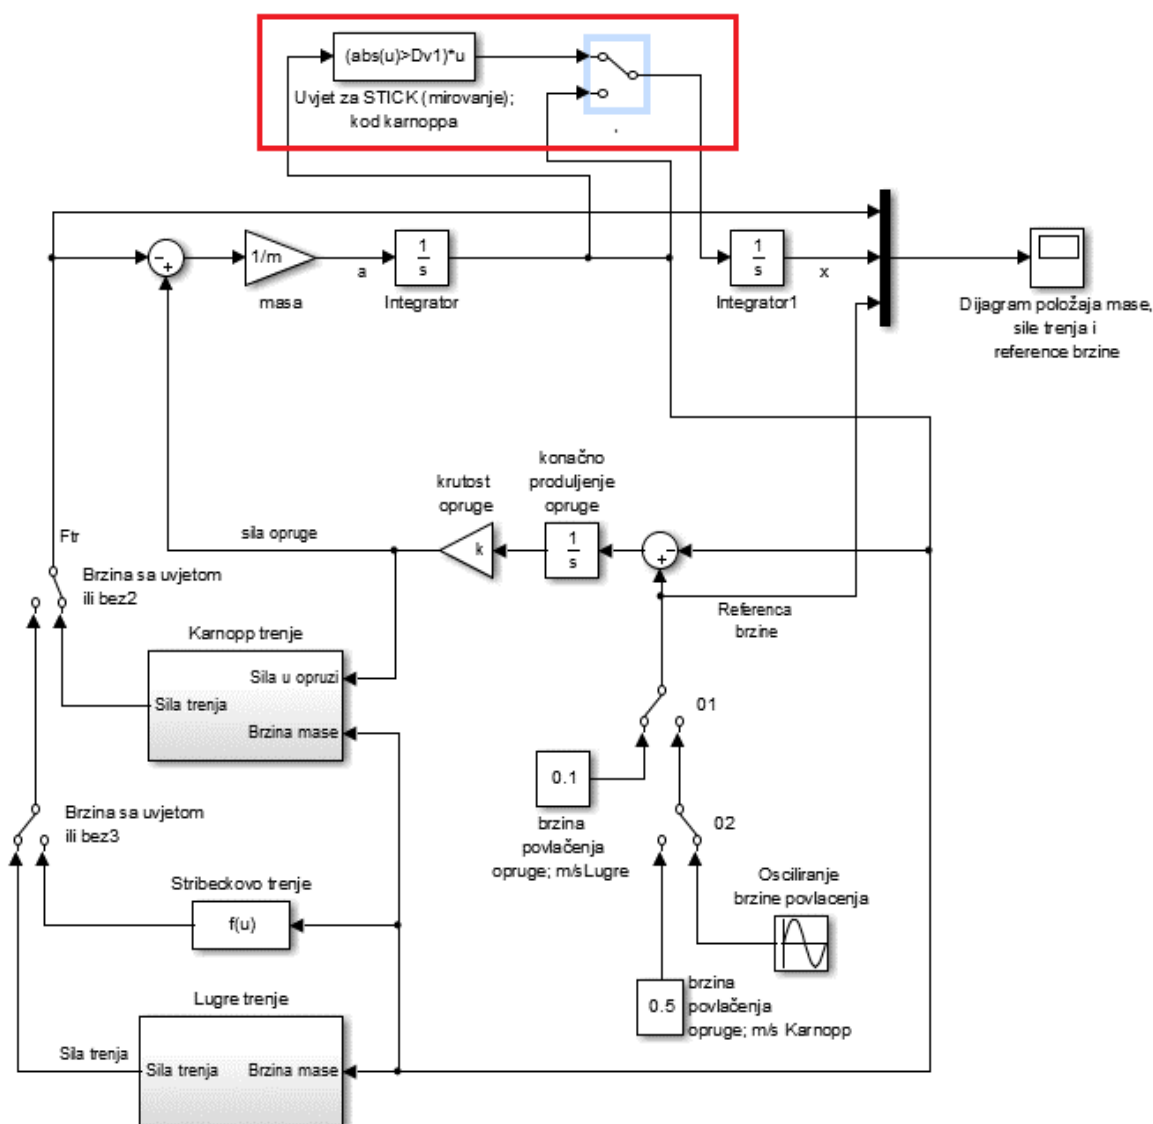 (abs(u)>Dv1)*u
Uvjet za STICK (mirovanje);
kod karnoppa
.
-
+
1/m
masa
a
1
s
Integrator
1
s
Integrator1
x
Dijagram položaja mase,
sile trenja i
reference brzine
konačno
produljenje
opruge
krutost
opruge
sila opruge
k
1
s
-
+
Ftr
Brzina sa uvjetom
ili bez2
Referenca
brzine
Karnopp trenje
Sila u opruzi
Sila trenja
Brzina mase
01
0.1
brzina
povlačenja
opruge; m/sLugre
02
Brzina sa uvjetom
ili bez3
Osciliranje
brzine povlacenja
Stribeckovo trenje
f(u)
0.5
brzina
povlačenja
opruge; m/s Karnopp
Lugre trenje
Sila trenja
Sila trenja
Brzina mase